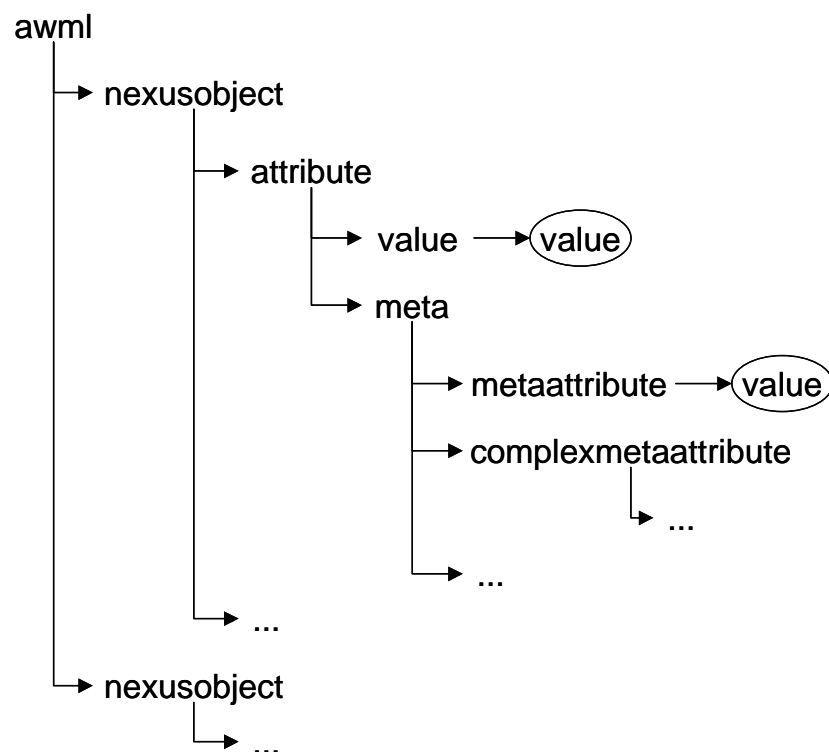 awml
nexusobject
attribute
value value
meta
metaattribute value
complexmetaattribute
...
...
...
nexusobject
...